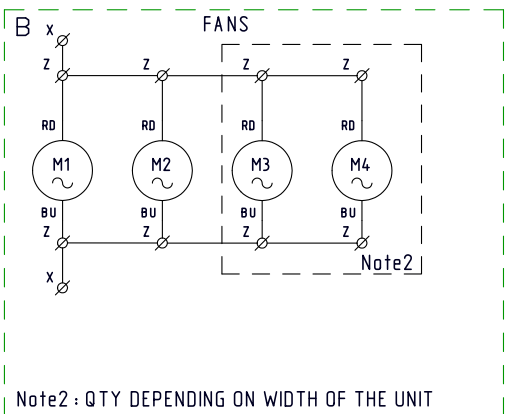 B X FANS
Z Z Z Z
RD RD RD RD
M1 M2 M3 M4
BU BU BU BU
Z Z Z Z
Note2
X
Note2 : QTY DEPENDING ON WIDTH OF THE UNIT